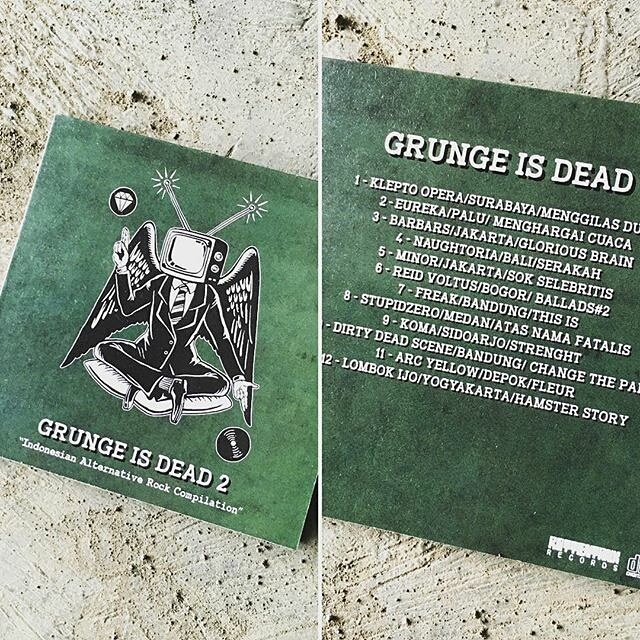 GRUNGE IS DEAD 2
"Indonesian Alternative Rock Compilation"
GRUNGE IS DEAD
1 - KLEPTO OPERA/SURABAYA/MENGGILAS DU
2 - EUREKA/PALU/ MENGHARGAI CUACA
3 - BARBARS/JAKARTA/GLORIOUS BRAIN
4 - NAUGHTORIA/BALI/SERAKAH
5 - MINOR/JAKARTA/SOK SELEBRITIS
6 - REID VOLTUS/BOGOR/ BALLADS#2
7 - FREAK/BANDUNG/THIS IS
8 - STUPIDZERO/MEDAN/ATAS NAMA FATALIS
9 - KOMA/SIDOARJO/STRENGHT
- DIRTY DEAD SCENE/BANDUNG/ CHANGE THE PA
11 - ARC YELLOW/DEPOK/FLEUR
12 - LOMBOK IJO/YOGYAKARTA/HAMSTER STORY
RECORDS